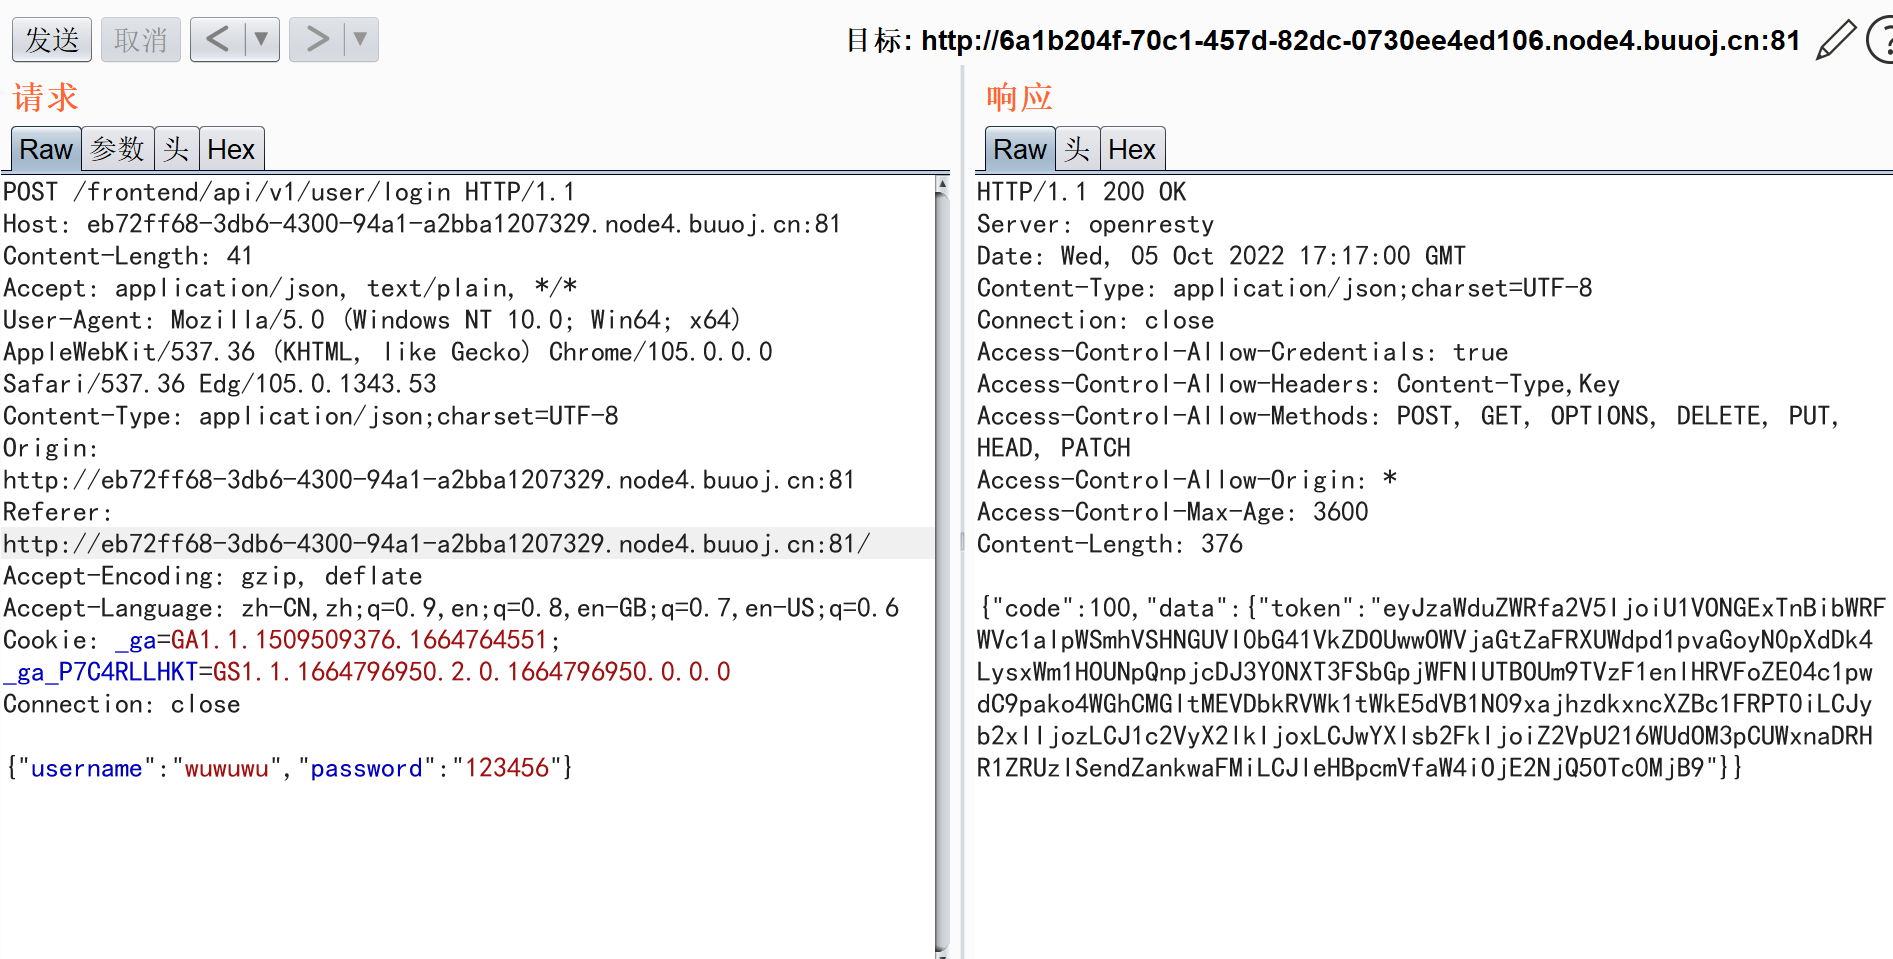 发送 取消 < ▼ > ▼
目标: http://6a1b204f-70c1-457d-82dc-0730ee4ed106.node4.buuoj.cn:81
请求
Raw 参数 头 Hex
POST /frontend/api/v1/user/login HTTP/1.1
Host: eb72ff68-3db6-4300-94a1-a2bba1207329.node4.buuoj.cn:81
Content-Length: 41
Accept: application/json, text/plain, */*
User-Agent: Mozilla/5.0 (Windows NT 10.0; Win64; x64)
AppleWebKit/537.36 (KHTML, like Gecko) Chrome/105.0.0.0
Safari/537.36 Edg/105.0.1343.53
Content-Type: application/json;charset=UTF-8
Origin:
http://eb72ff68-3db6-4300-94a1-a2bba1207329.node4.buuoj.cn:81
Referer:
http://eb72ff68-3db6-4300-94a1-a2bba1207329.node4.buuoj.cn:81/
Accept-Encoding: gzip, deflate
Accept-Language: zh-CN,zh;q=0.9,en;q=0.8,en-GB;q=0.7,en-US;q=0.6
Cookie: _ga=GA1.1.1509509376.1664764551;
_ga_P7C4RLLHKT=GS1.1.1664796950.2.0.1664796950.0.0.0
Connection: close
{"username":"wuwuwu","password":"123456"}
响应
Raw 头 Hex
HTTP/1.1 200 OK
Server: openresty
Date: Wed, 05 Oct 2022 17:17:00 GMT
Content-Type: application/json;charset=UTF-8
Connection: close
Access-Control-Allow-Credentials: true
Access-Control-Allow-Headers: Content-Type,Key
Access-Control-Allow-Methods: POST, GET, OPTIONS, DELETE, PUT,
HEAD, PATCH
Access-Control-Allow-Origin: *
Access-Control-Max-Age: 3600
Content-Length: 376
{"code":100,"data":{"token":"eyJzaWduZWRfa2V5IjoiU1VONGExTnBibWRF
WVc1alpWSmhVSHNGUVl0bG41VkZDOUwwOWVjaGtZaFRXUWdpd1pvaGoyN0pXdDk4
LysxWm1HOUNpQnpjcDJ3Y0NXT3FSbGpjWFNlUTBOUm9TVzF1enlHRVFoZE04c1pw
dC9pako4WGhCMGltMEVDbkRVWk1tWkE5dVB1N09xajhzdkxncXZBc1FRPT0iLCJy
b2xlIjozLCJ1c2VyX2lkIjoxLCJwYXlsb2FkIjoiZ2VpU216WUdOM3pCUWxnaDRH
R1ZRUzlSendZankwaFMiLCJleHBpcmVfaW4iOjE2NjQ5OTc0MjB9"}}